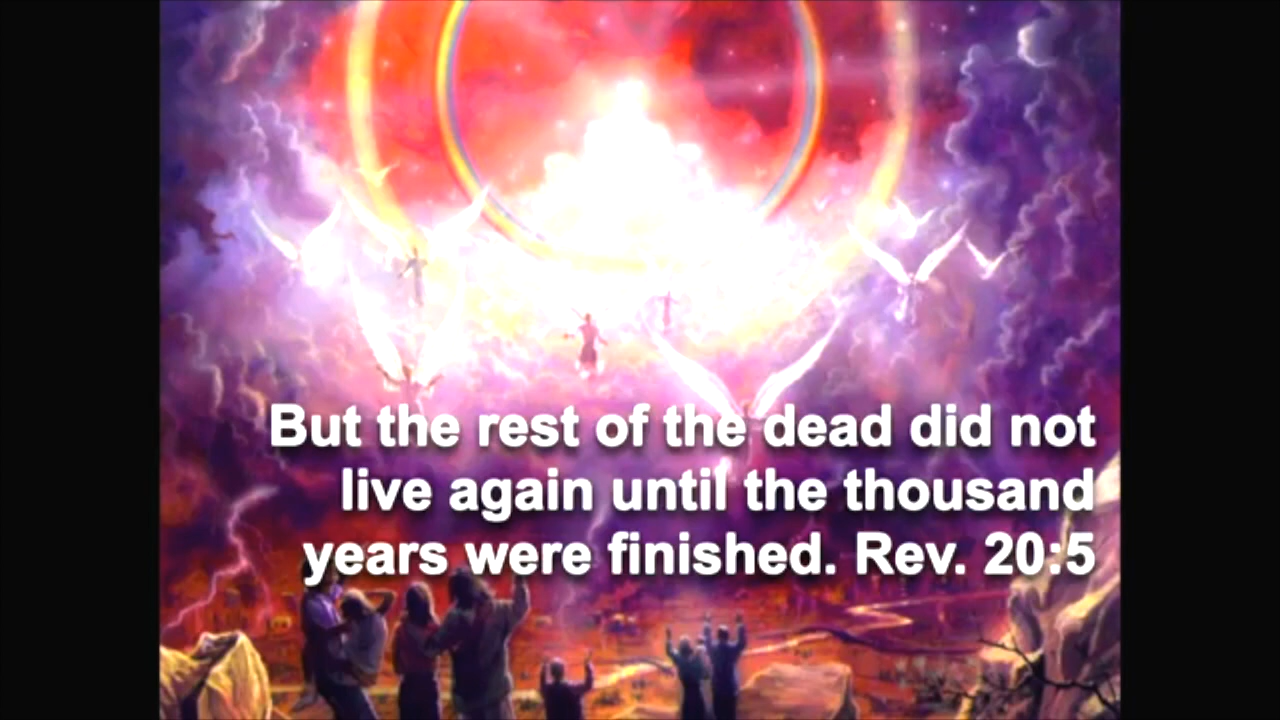 But the rest of the dead did not
live again until the thousand
years were finished. Rev. 20:5